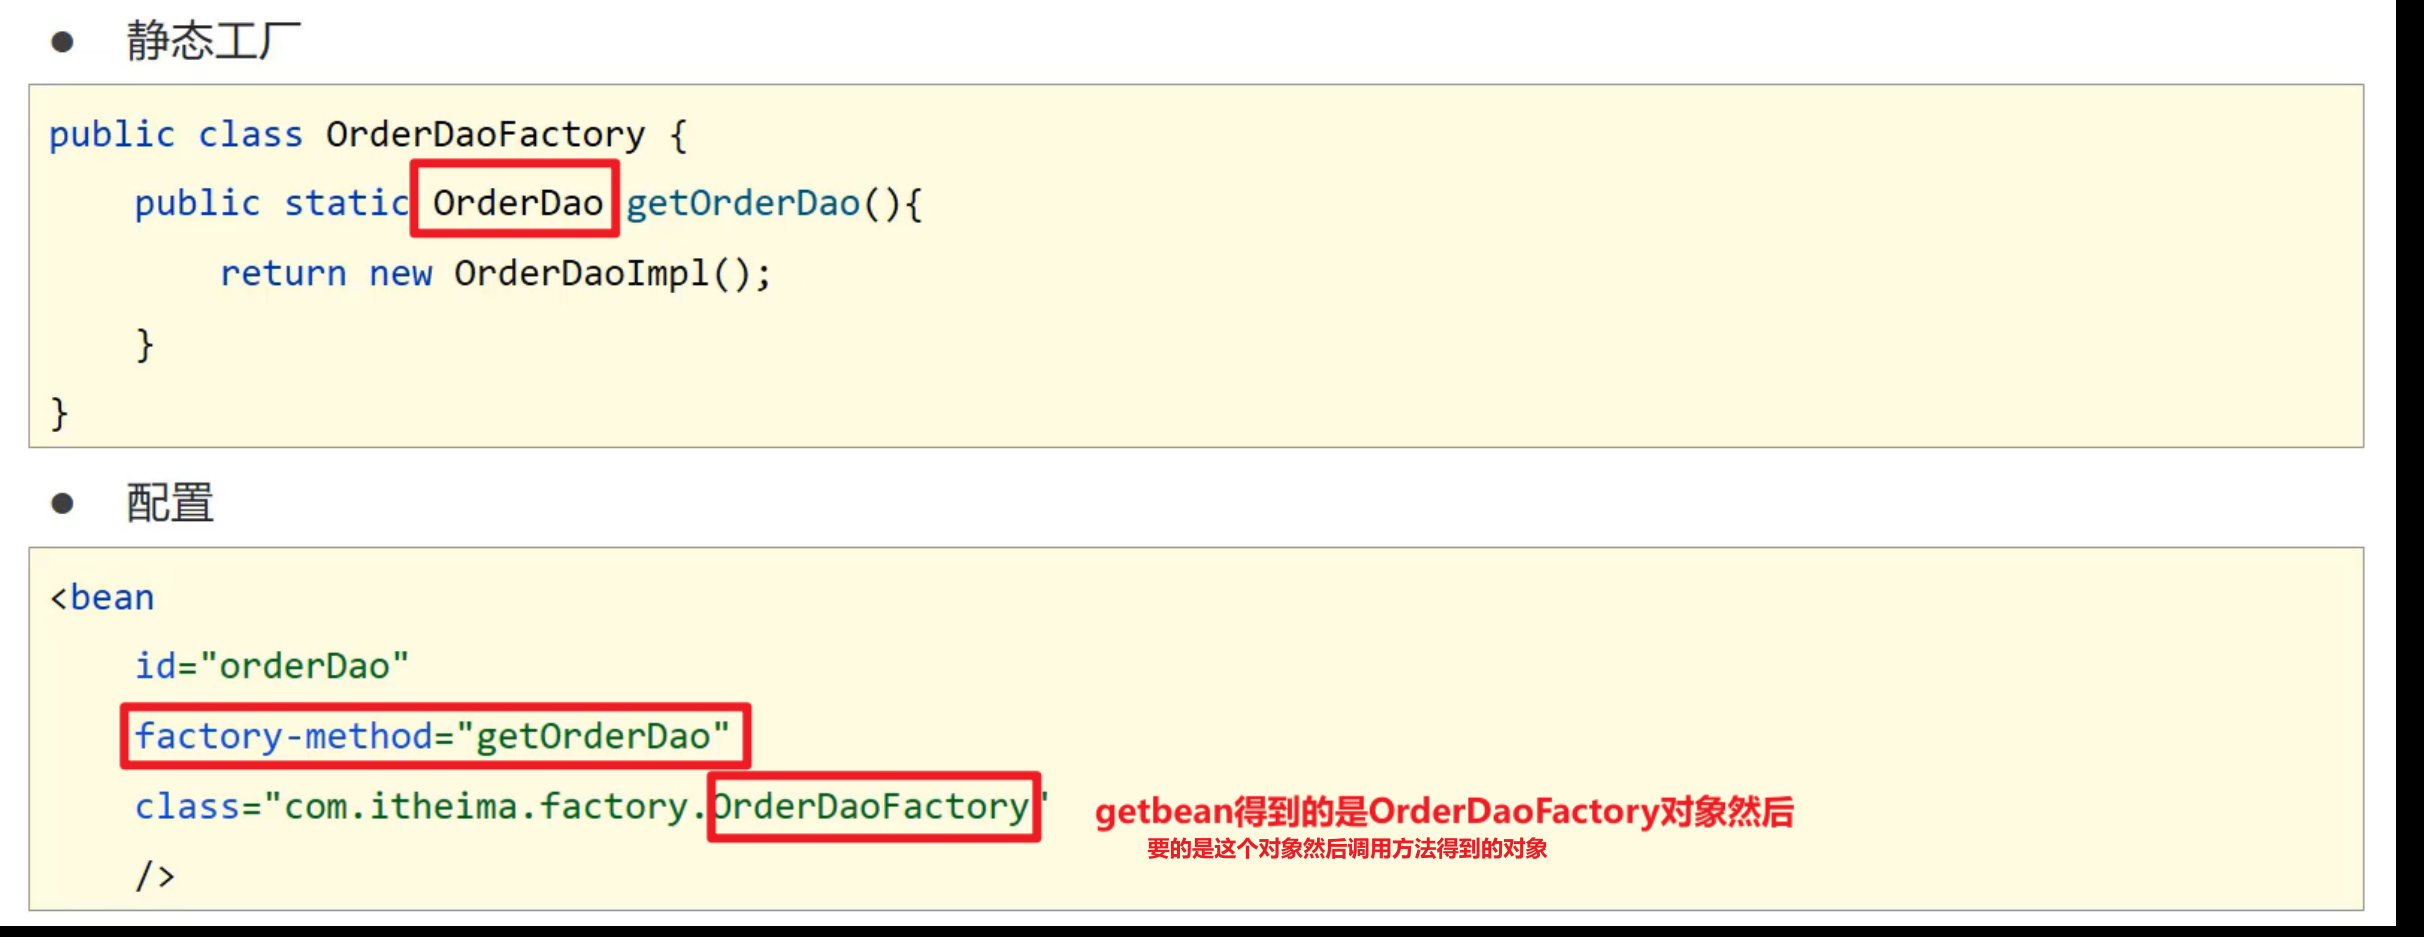 ● 静态工厂
public class OrderDaoFactory {
public static OrderDao getOrderDao(){
return new OrderDaoImpl();
}
}
● 配置
<bean
id="orderDao"
factory-method="getOrderDao"
class="com.itheima.factory.OrderDaoFactory" getbean得到的是OrderDaoFactory对象然后
要的是这个对象然后调用方法得到的对象
/>